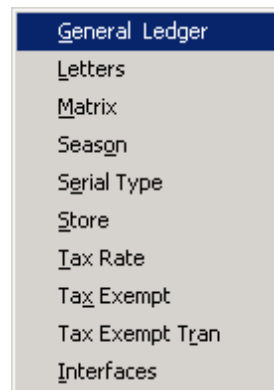 General Ledger
Letters
Matrix
Season
Serial Type
Store
Tax Rate
Tax Exempt
Tax Exempt Tran
Interfaces